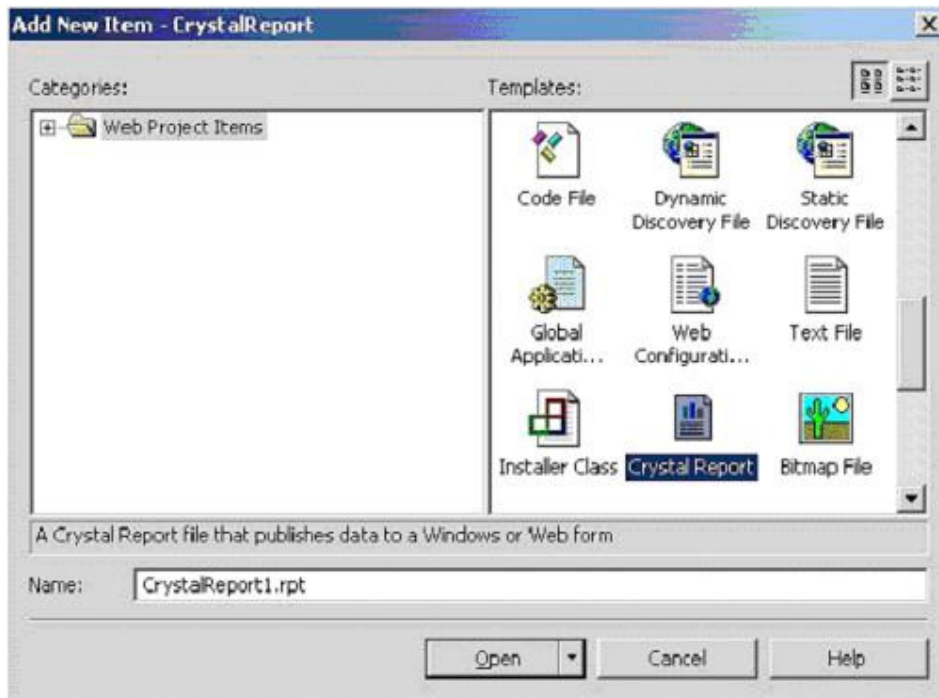 Add New Item - CrystalReport
Categories:
Templates:
Web Project Items
Code File
Dynamic
Discovery File
Static
Discovery File
Global
Applicati...
Web
Configurati...
Text File
Installer Class
Crystal Report
Bitmap File
A Crystal Report file that publishes data to a Windows or Web form
Name:
CrystalReport1.rpt
Open
Cancel
Help